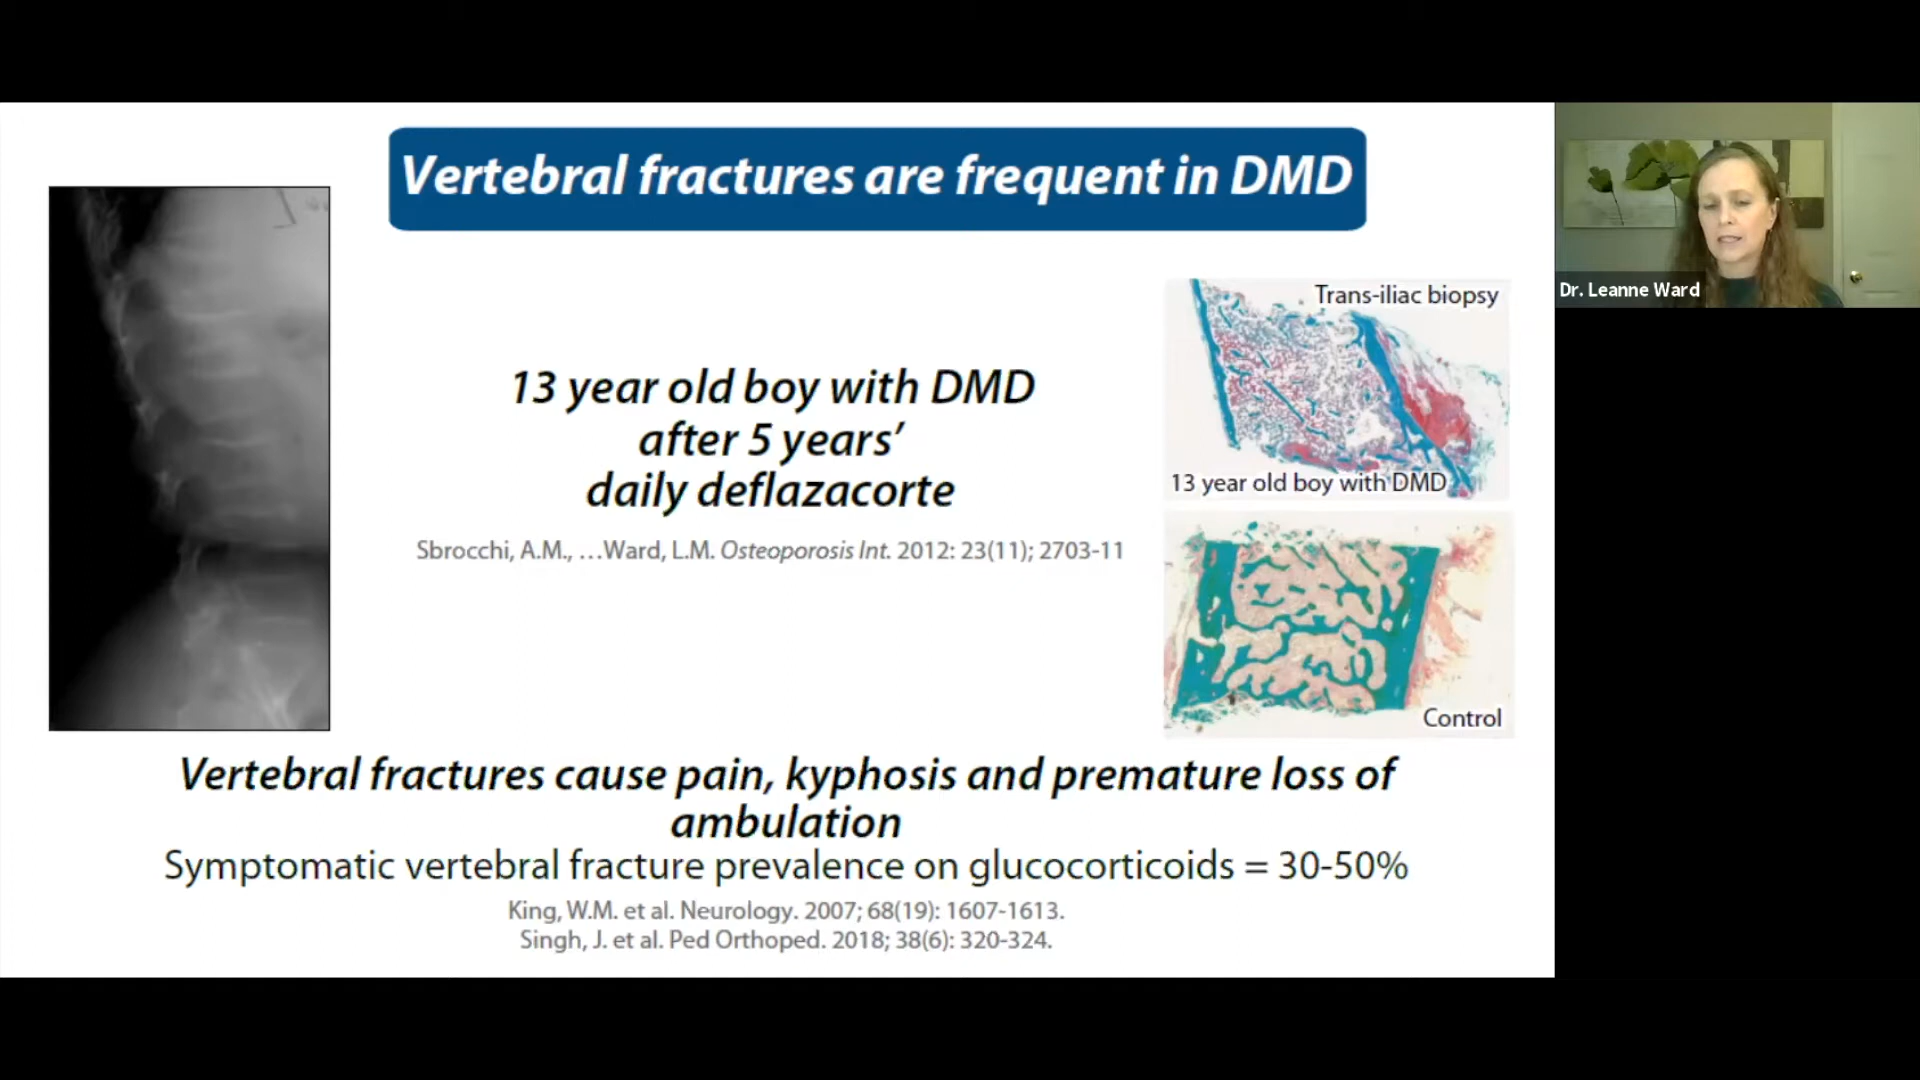 Vertebral fractures are frequent in DMD
13 year old boy with DMD
after 5 years’
daily deflazacorte
Sbrocchi, A.M., …Ward, L.M. Osteoporosis Int. 2012: 23(11); 2703-11
Trans-iliac biopsy
13 year old boy with DMD
Control
Vertebral fractures cause pain, kyphosis and premature loss of
ambulation
Symptomatic vertebral fracture prevalence on glucocorticoids = 30-50%
King, W.M. et al. Neurology. 2007; 68(19): 1607-1613.
Singh, J. et al. Ped Orthoped. 2018; 38(6): 320-324.
Dr. Leanne Ward